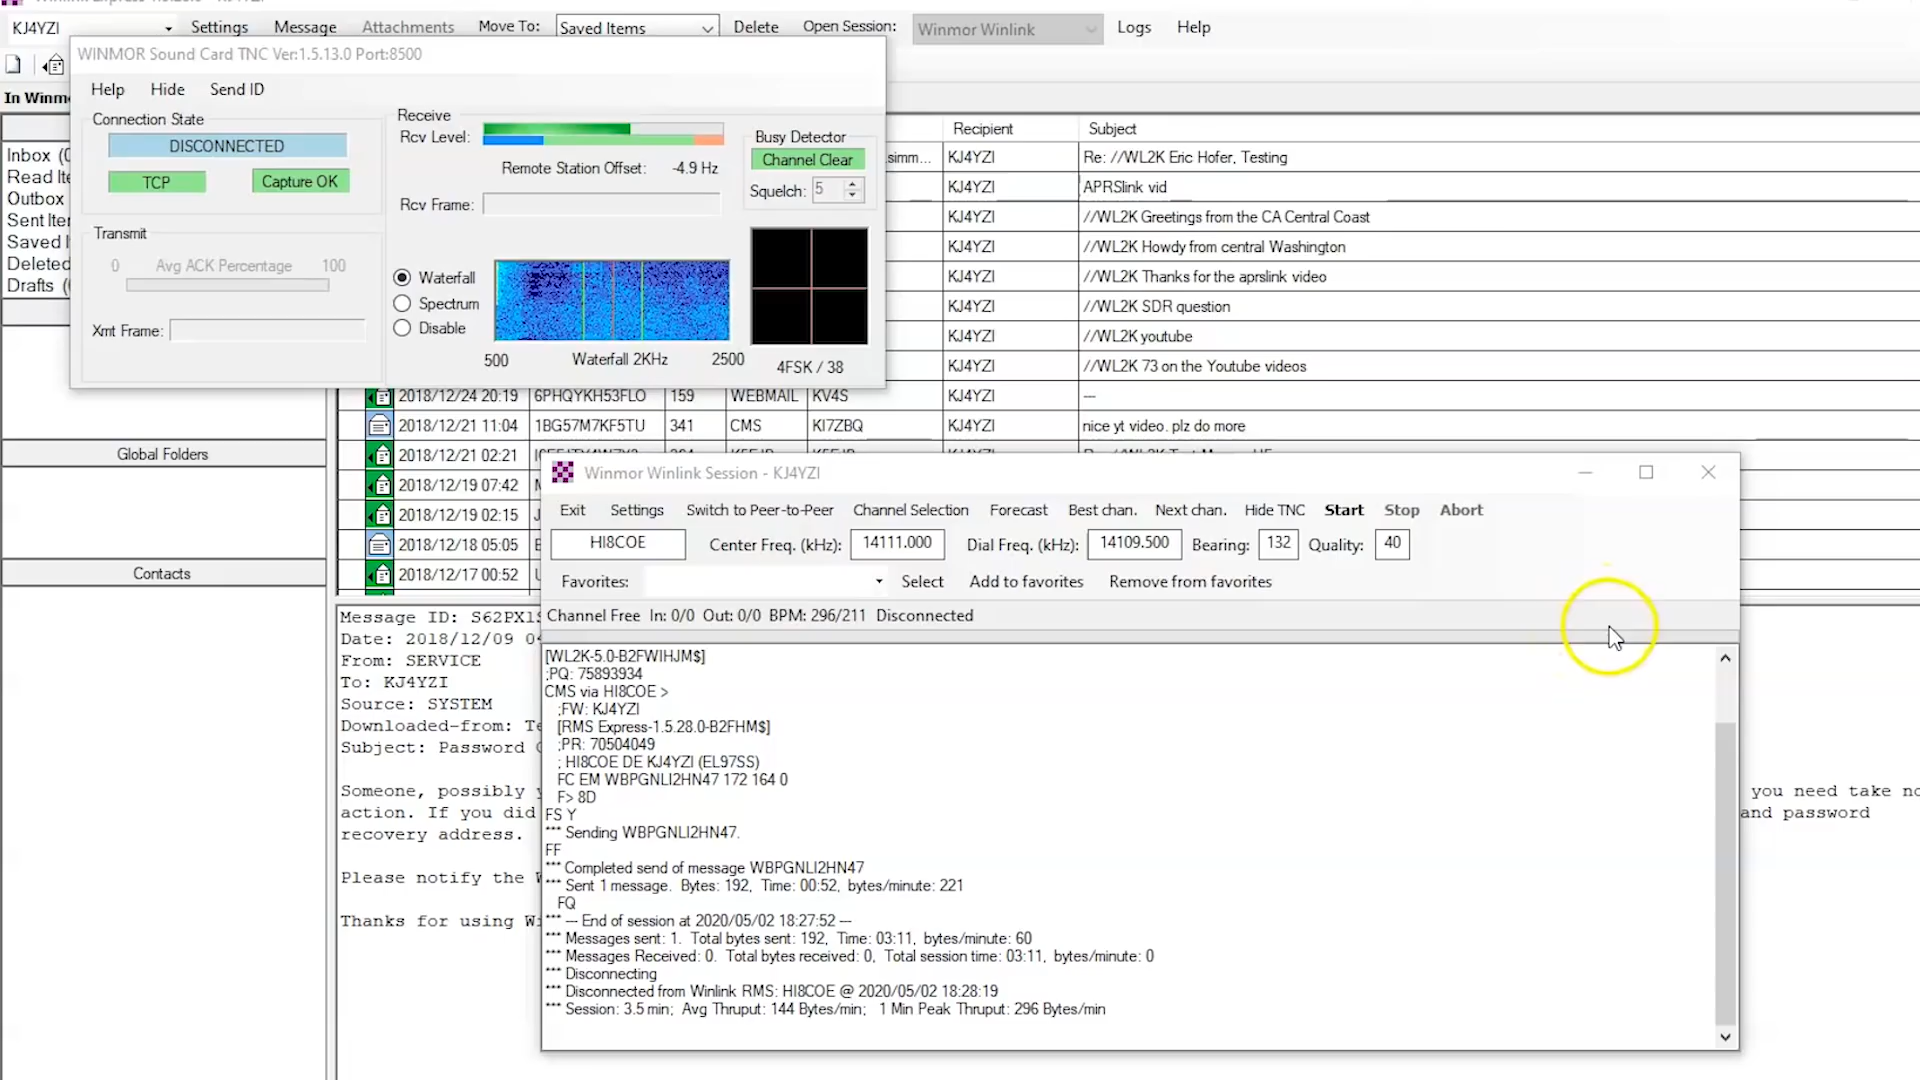 KJ4YZI Settings Message Attachments Move To: Saved Items Delete Open Session: Winmor Winlink Logs Help
WINMOR Sound Card TNC Ver:1.5.13.0 Port:8500
Help Hide Send ID
Connection State
DISCONNECTED
TCP Capture OK
Transmit
0 Avg ACK Percentage 100
Xmt Frame:
Receive
Rcv Level:
Remote Station Offset: -4.9 Hz
Rcv Frame:
Waterfall
Spectrum
Disable
500 Waterfall 2KHz 2500
Busy Detector
Channel Clear
Squelch: 5
4FSK / 38
In Winm
Inbox (0
Read Ite
Outbox
Sent Iter
Saved I
Deleted
Drafts (
Global Folders
Contacts
Recipient Subject
simm... KJ4YZI Re: //WL2K Eric Hofer, Testing
KJ4YZI APRSlink vid
KJ4YZI //WL2K Greetings from the CA Central Coast
KJ4YZI //WL2K Howdy from central Washington
KJ4YZI //WL2K Thanks for the aprslink video
KJ4YZI //WL2K SDR question
KJ4YZI //WL2K youtube
KJ4YZI //WL2K 73 on the Youtube videos
2018/12/24 20:19 6PHQYKH53FLO 159 WEBMAIL KV4S KJ4YZI ---
2018/12/21 11:04 1BG57M7KF5TU 341 CMS KI7ZBQ KJ4YZI nice yt video. plz do more
2018/12/21 02:21
2018/12/19 07:42
2018/12/19 02:15
2018/12/18 05:05
2018/12/17 00:52
Message ID: S62PX1S
Date: 2018/12/09 04
From: SERVICE
To: KJ4YZI
Source: SYSTEM
Downloaded-from: Te
Subject: Password
Someone, possibly y you need take no
action. If you did and password
recovery address.
Please notify the W
Thanks for using Wi
Winmor Winlink Session - KJ4YZI
Exit Settings Switch to Peer-to-Peer Channel Selection Forecast Best chan. Next chan. Hide TNC Start Stop Abort
HI8COE Center Freq. (kHz): 14111.000 Dial Freq. (kHz): 14109.500 Bearing: 132 Quality: 40
Favorites: Select Add to favorites Remove from favorites
Channel Free In: 0/0 Out: 0/0 BPM: 296/211 Disconnected
[WL2K-5.0-B2FWIHJM$]
;PQ: 75893934
CMS via HI8COE >
;FW: KJ4YZI
[RMS Express-1.5.28.0-B2FHM$]
;PR: 70504049
; HI8COE DE KJ4YZI (EL97SS)
FC EM WBPGNLI2HN47 172 164 0
F> 8D
FS Y
*** Sending WBPGNLI2HN47.
FF
*** Completed send of message WBPGNLI2HN47
*** Sent 1 message. Bytes: 192, Time: 00:52, bytes/minute: 221
FQ
*** --- End of session at 2020/05/02 18:27:52 ---
*** Messages sent: 1. Total bytes sent: 192, Time: 03:11, bytes/minute: 60
*** Messages Received: 0. Total bytes received: 0, Total session time: 03:11, bytes/minute: 0
*** Disconnecting
*** Disconnected from Winlink RMS: HI8COE @ 2020/05/02 18:28:19
*** Session: 3.5 min; Avg Thruput: 144 Bytes/min; 1 Min Peak Thruput: 296 Bytes/min